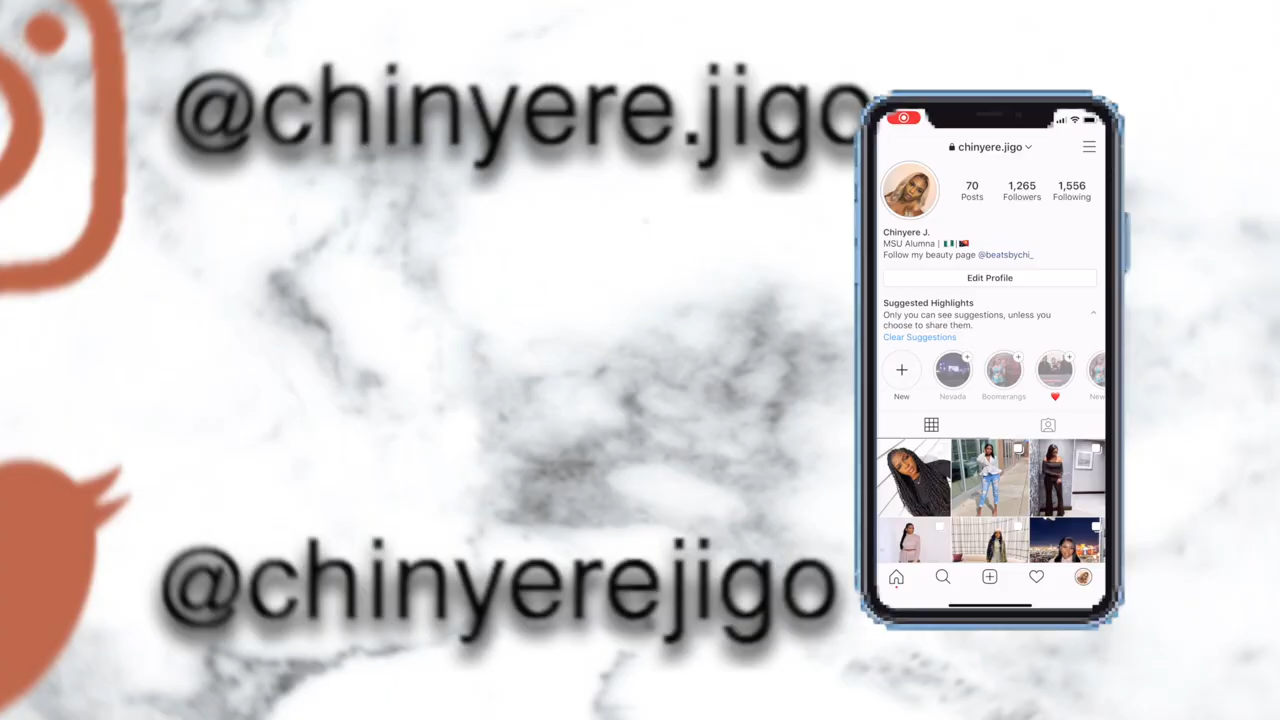 @chinyere.jigo
chinyere.jigo
70
1,265
1,556
Posts
Followers
Following
Chinyere J.
MSU Alumna |
Follow my beauty page @beatsbychi_
Edit Profile
Suggested Highlights
Only you can see suggestions, unless you
choose to share them.
Clear Suggestions
New
Nevada
Boomerangs
New
@chinyerejigo